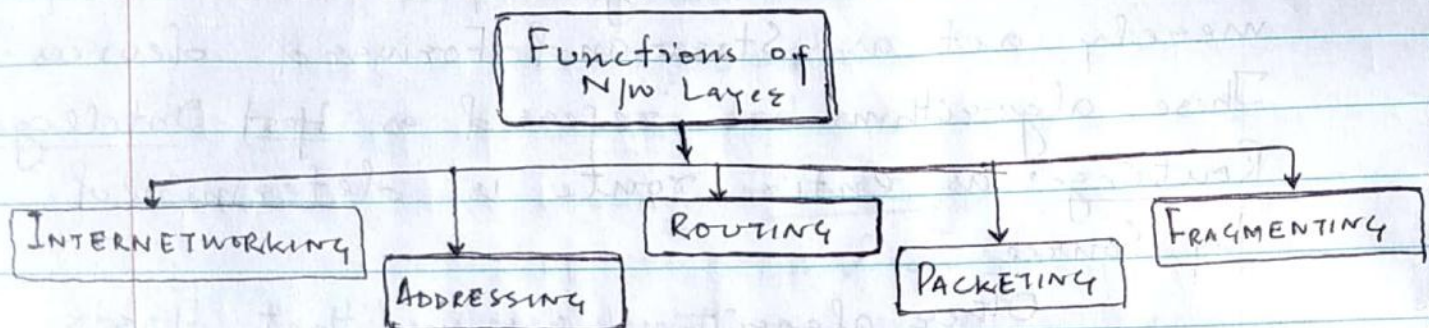 Functions of
N/w Layer
INTERNETWORKING
ADDRESSING
ROUTING
PACKETING
FRAGMENTING